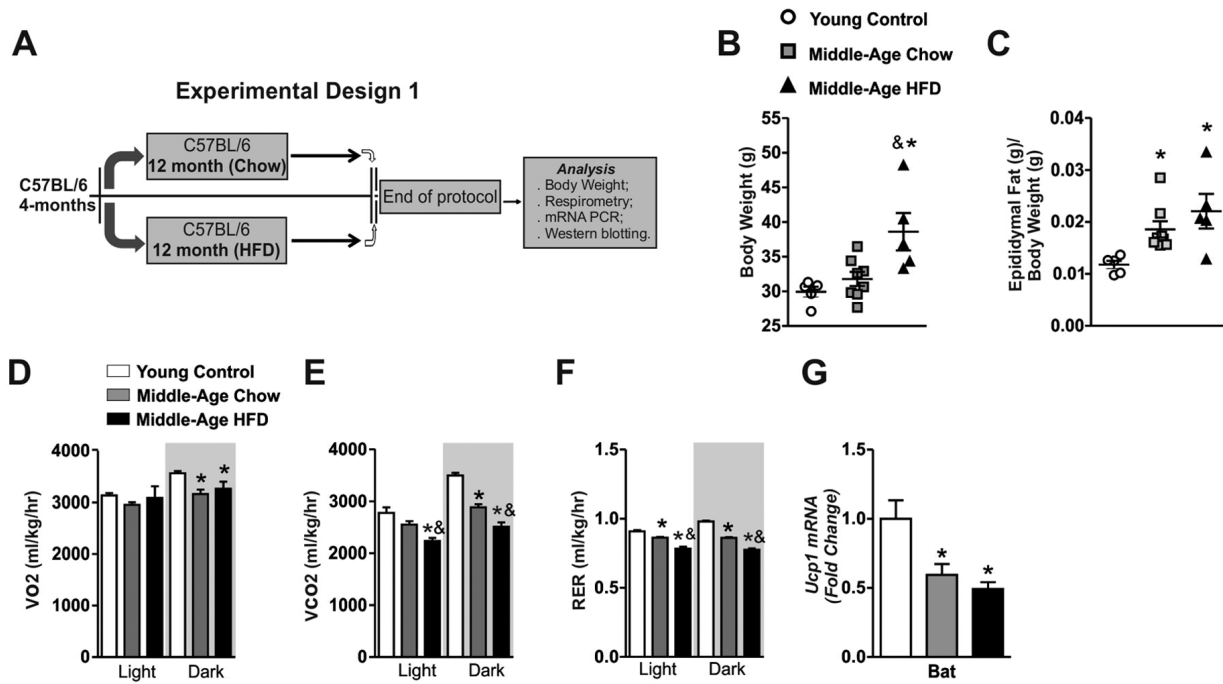 A
Experimental Design 1
C57BL/6
4-months
C57BL/6
12 month (Chow)
C57BL/6
12 month (HFD)
End of protocol
Analysis
. Body Weight;
. Respirometry;
. mRNA PCR;
. Western blotting.
Young Control
Middle-Age Chow
Middle-Age HFD
B
Body Weight (g)
55
50
45
40
35
30
25
&*
C
Epididymal Fat (g)/
Body Weight (g)
0.04
0.03
0.02
0.01
0.00
*
*
D
Young Control
Middle-Age Chow
Middle-Age HFD
VO2 (ml/kg/hr)
4000
3000
2000
1000
0
* *
Light Dark
E
VCO2 (ml/kg/hr)
4000
3000
2000
1000
0
*&
*
*&
Light Dark
F
RER (ml/kg/hr)
1.5
1.0
0.5
0.0
*
*&
*
*&
Light Dark
G
Ucp1 mRNA
(Fold Change)
1.5
1.0
0.5
0.0
*
*
Bat